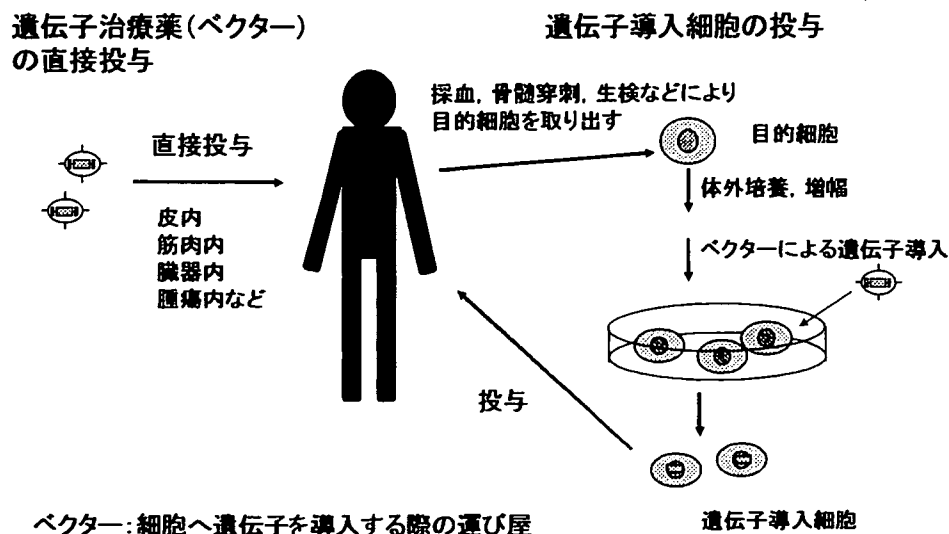 遺伝子治療薬(ベクター)
の直接投与
遺伝子導入細胞の投与
直接投与
皮内
筋肉内
臓器内
腫瘍内など
採血, 骨髄穿刺, 生検などにより
目的細胞を取り出す
目的細胞
体外培養, 増幅
ベクターによる遺伝子導入
投与
遺伝子導入細胞
ベクター:細胞へ遺伝子を導入する際の運び屋